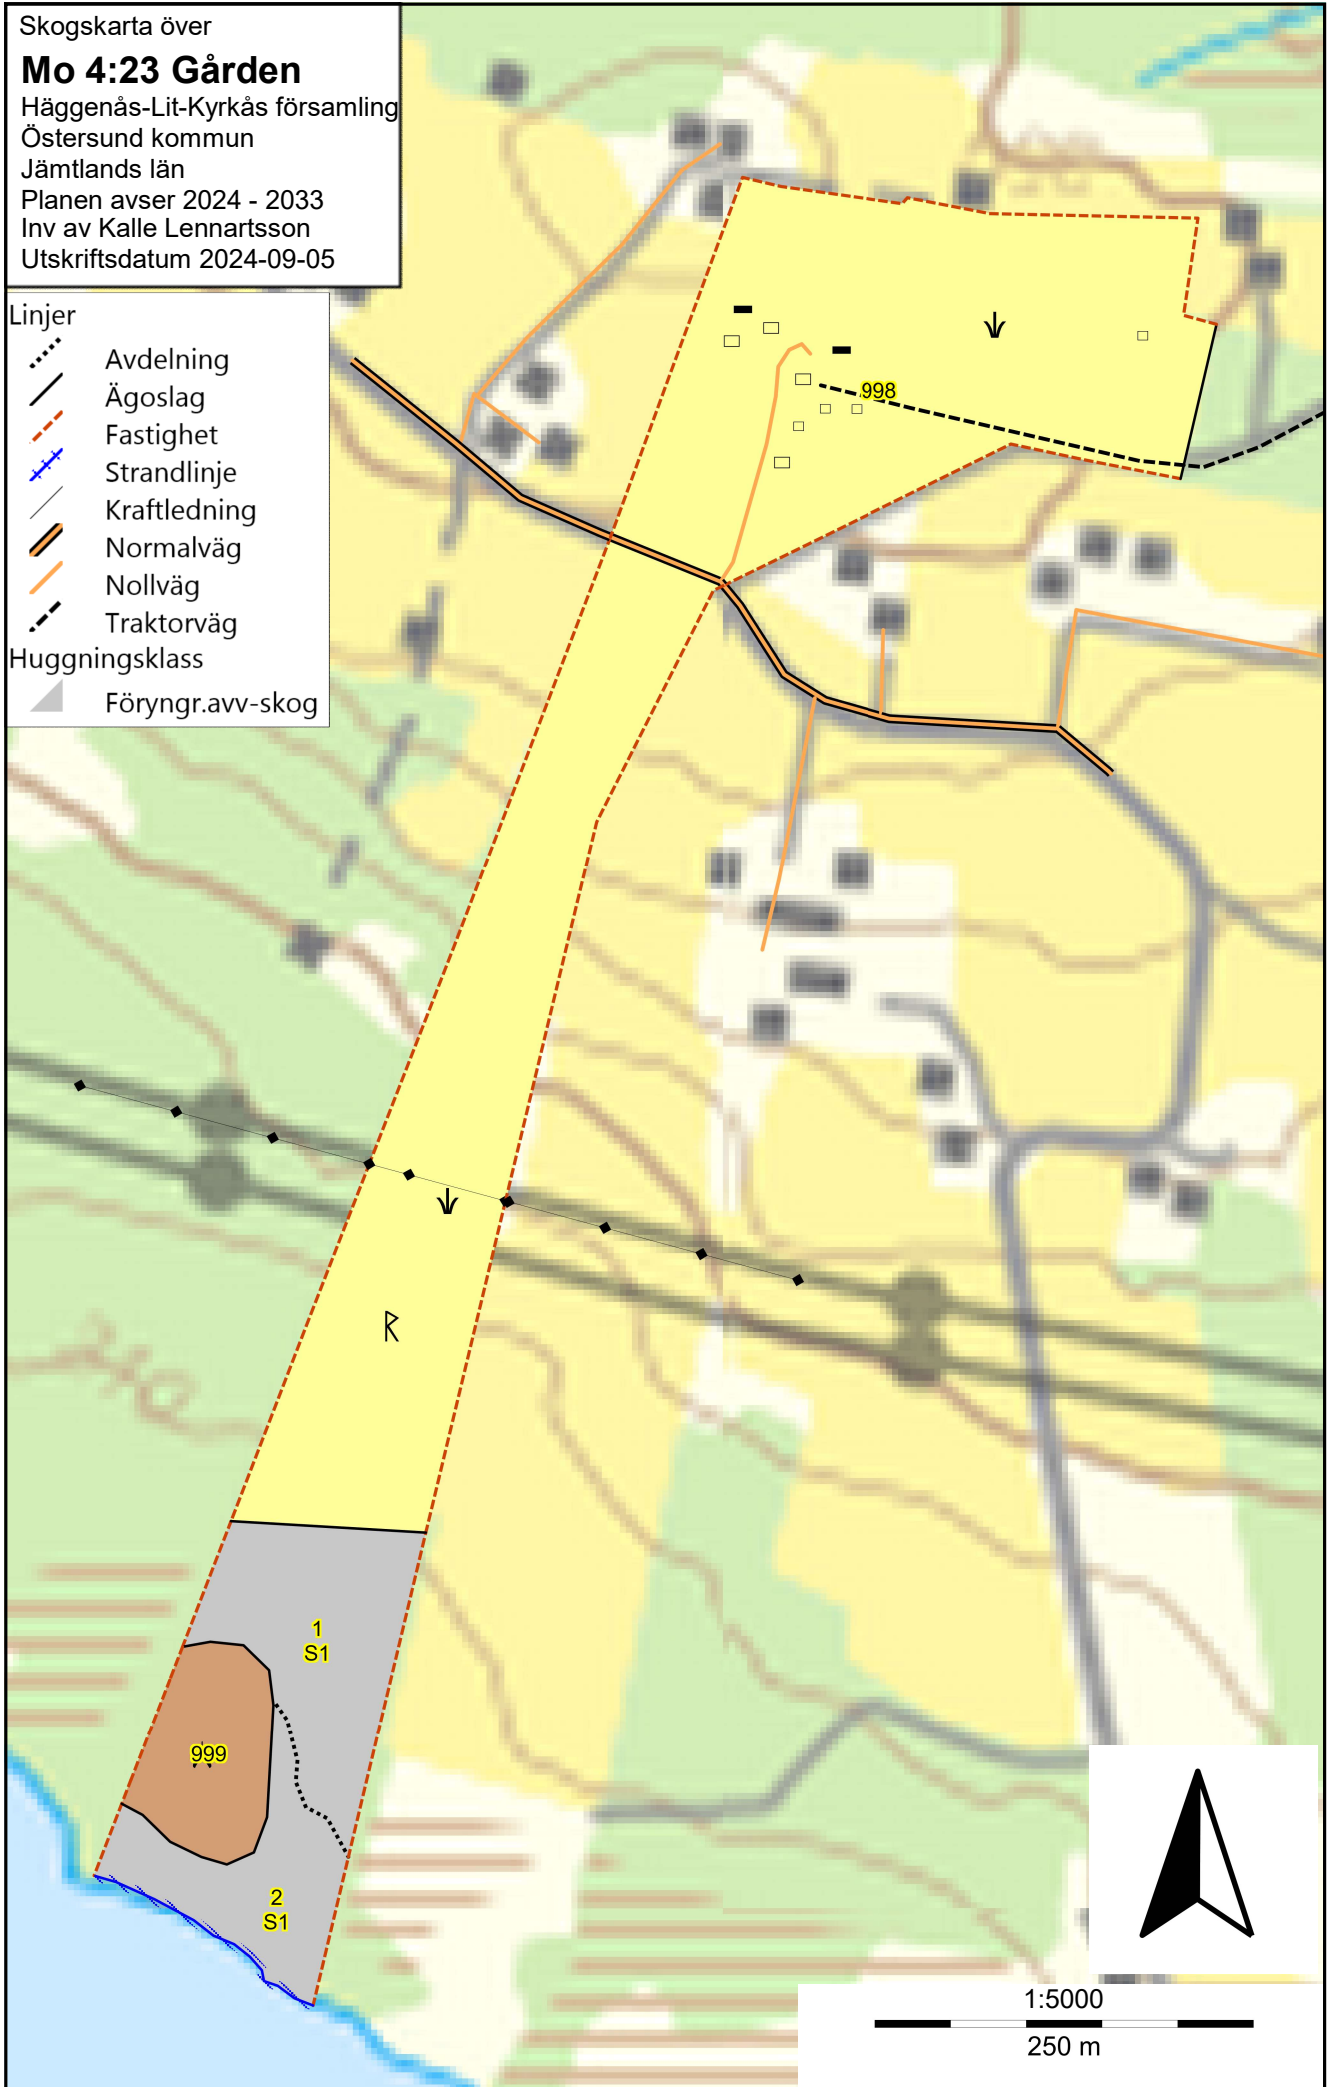 Skogskarta över
Mo 4:23 Gården
Häggenås-Lit-Kyrkås församling
Östersund kommun
Jämtlands län
Planen avser 2024 - 2033
Inv av Kalle Lennartsson
Utskriftsdatum 2024-09-05
Linjer
Avdelning
Ägoslag
Fastighet
Strandlinje
Kraftledning
Normalväg
Nollväg
Traktorväg
Huggningsklass
Föryngr.avv-skog
998
1
S1
999
2
S1
1:5000
250 m